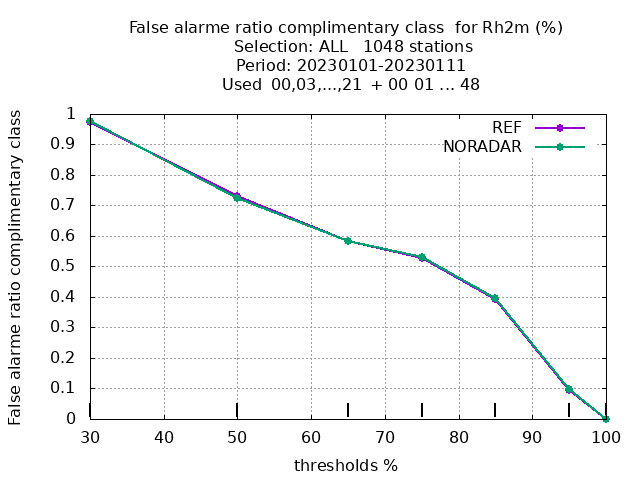 False alarme ratio complimentary class  for Rh2m (%)
Selection: ALL   1048 stations
Period: 20230101-20230111
Used  00,03,...,21  + 00 01 ... 48
False alarme ratio complimentary class
1
0.9
0.8
0.7
0.6
0.5
0.4
0.3
0.2
0.1
0
REF
NORADAR
30 40 50 60 70 80 90 100
thresholds %